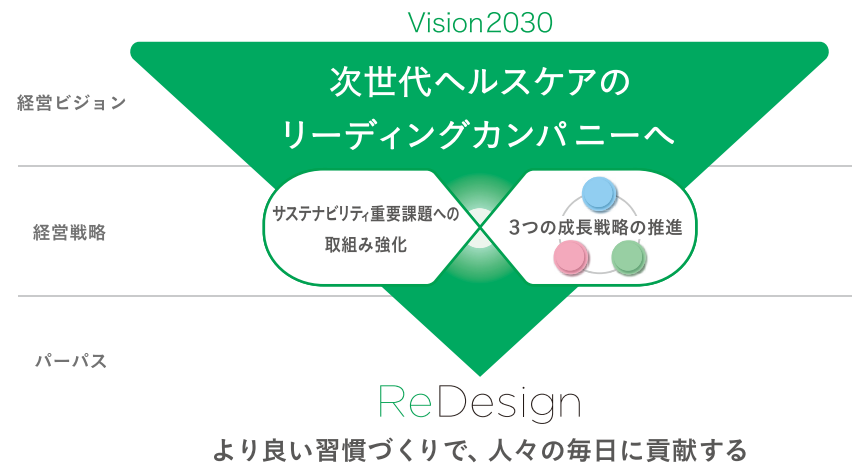 Vision2030
経営ビジョン
次世代ヘルスケアの
リーディングカンパニーへ
経営戦略
サステナビリティ重要課題への
取組み強化
3つの成長戦略の推進
パーパス
ReDesign
より良い習慣づくりで、人々の毎日に貢献する